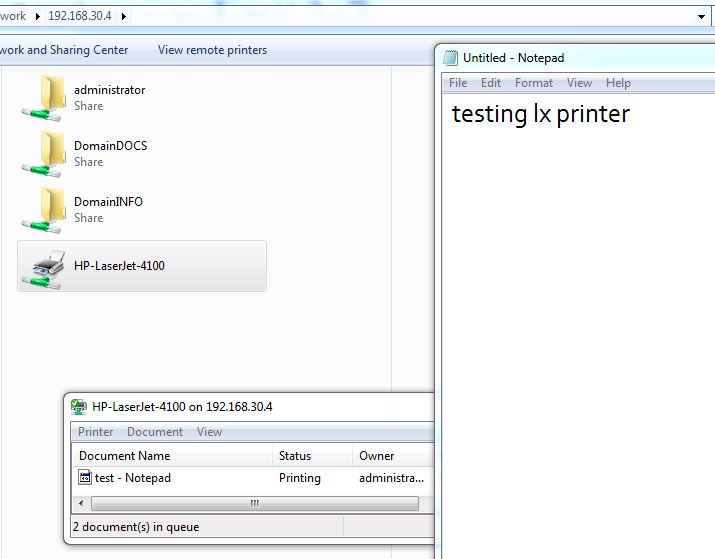 work ▸ 192.168.30.4 ▸
work and Sharing Center View remote printers
administrator
Share
DomainDOCS
Share
DomainINFO
Share
HP-LaserJet-4100
Untitled - Notepad
File Edit Format View Help
testing lx printer
HP-LaserJet-4100 on 192.168.30.4
Printer Document View
Document Name Status Owner
test - Notepad Printing administra...
2 document(s) in queue